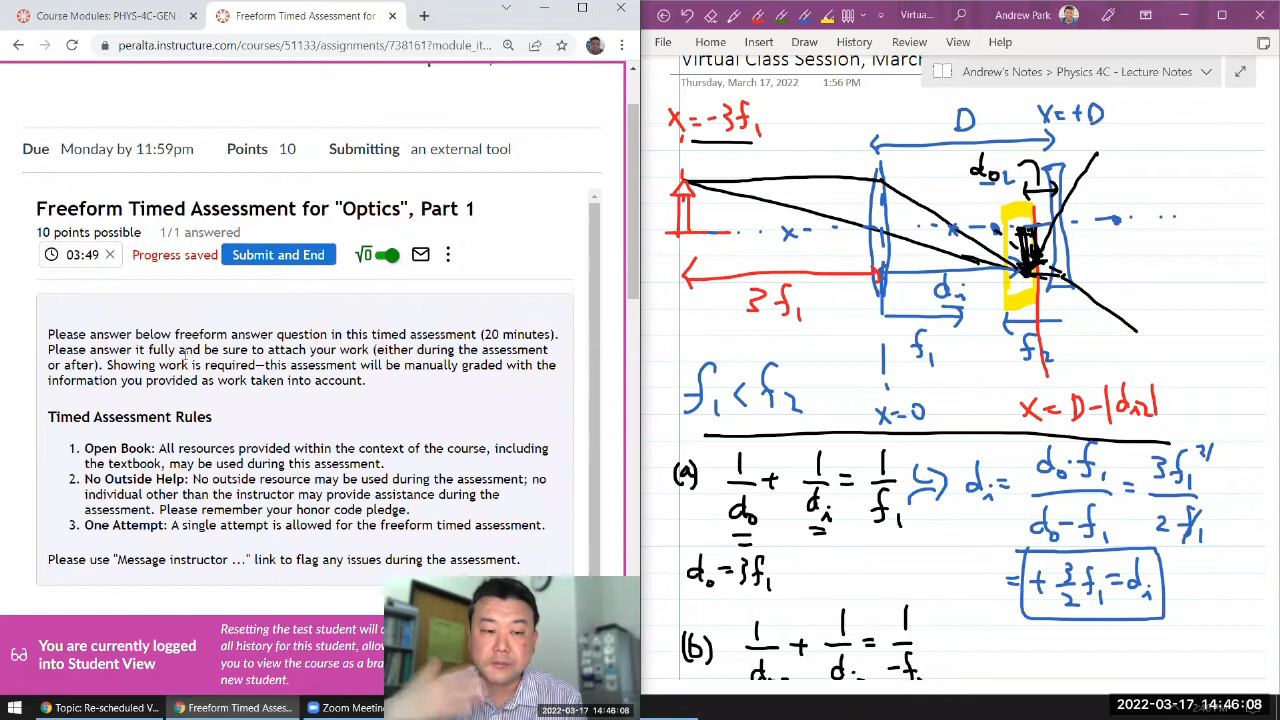 Course Modules: PHYS-4C-GEN
Freeform Timed Assessment for
peralta.instructure.com/courses/51133/assignments/738161?module_it...
Due Monday by 11:59pm Points 10 Submitting an external tool
Freeform Timed Assessment for "Optics", Part 1
10 points possible 1/1 answered
03:49 Progress saved Submit and End
Please answer below freeform answer question in this timed assessment (20 minutes).
Please answer it fully and be sure to attach your work (either during the assessment
or after). Showing work is required—this assessment will be manually graded with the
information you provided as work taken into account.
Timed Assessment Rules
1. Open Book: All resources provided within the context of the course, including
the textbook, may be used during this assessment.
2. No Outside Help: No outside resource may be used during the assessment; no
individual other than the instructor may provide assistance during the
assessment. Please remember your honor code pledge.
3. One Attempt: A single attempt is allowed for the freeform timed assessment.
Please use "Message instructor ..." link to flag any issues during the assessment.
You are currently logged
into Student View
Resetting the test student will
all history for this student, allow
you to view the course as a bra
new student.
Topic: Re-scheduled V...
Freeform Timed Asses...
Zoom Meeting
2022-03-17 14:46:08
Virtua...
Andrew Park
File Home Insert Draw History Review View Help
Virtual Class Session, March
Thursday, March 17, 2022 1:56 PM
Andrew's Notes > Physics 4C - Lecture Notes
x = -3f₁
D
x = +D
do2
3f₁
di
f₁
f₂
f₁ < f₂
x=0
x = D-|di2|
(a) 1/do + 1/di = 1/f₁
di = do·f₁/do-f₁ = 3f₁²/2f₁
do = 3f₁
= +3/2 f₁ = di
(b) 1/do + 1/di = 1/-f
2022-03-17 14:46:08